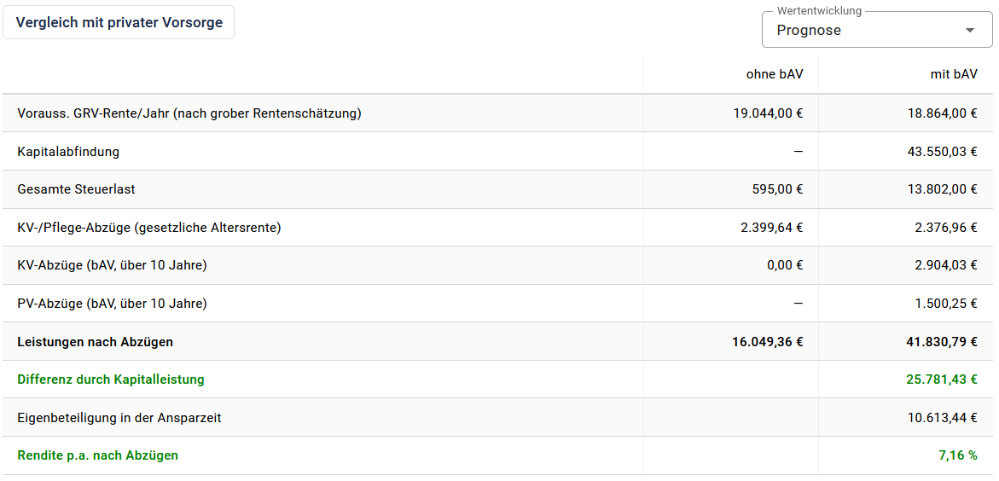 Vergleich mit privater Vorsorge
Wertentwicklung
Prognose
ohne bAV mit bAV
Vorauss. GRV-Rente/Jahr (nach grober Rentenschätzung) 19.044,00 € 18.864,00 €
Kapitalabfindung — 43.550,03 €
Gesamte Steuerlast 595,00 € 13.802,00 €
KV-/Pflege-Abzüge (gesetzliche Altersrente) 2.399,64 € 2.376,96 €
KV-Abzüge (bAV, über 10 Jahre) 0,00 € 2.904,03 €
PV-Abzüge (bAV, über 10 Jahre) — 1.500,25 €
Leistungen nach Abzügen 16.049,36 € 41.830,79 €
Differenz durch Kapitalleistung 25.781,43 €
Eigenbeteiligung in der Ansparzeit 10.613,44 €
Rendite p.a. nach Abzügen 7,16 %